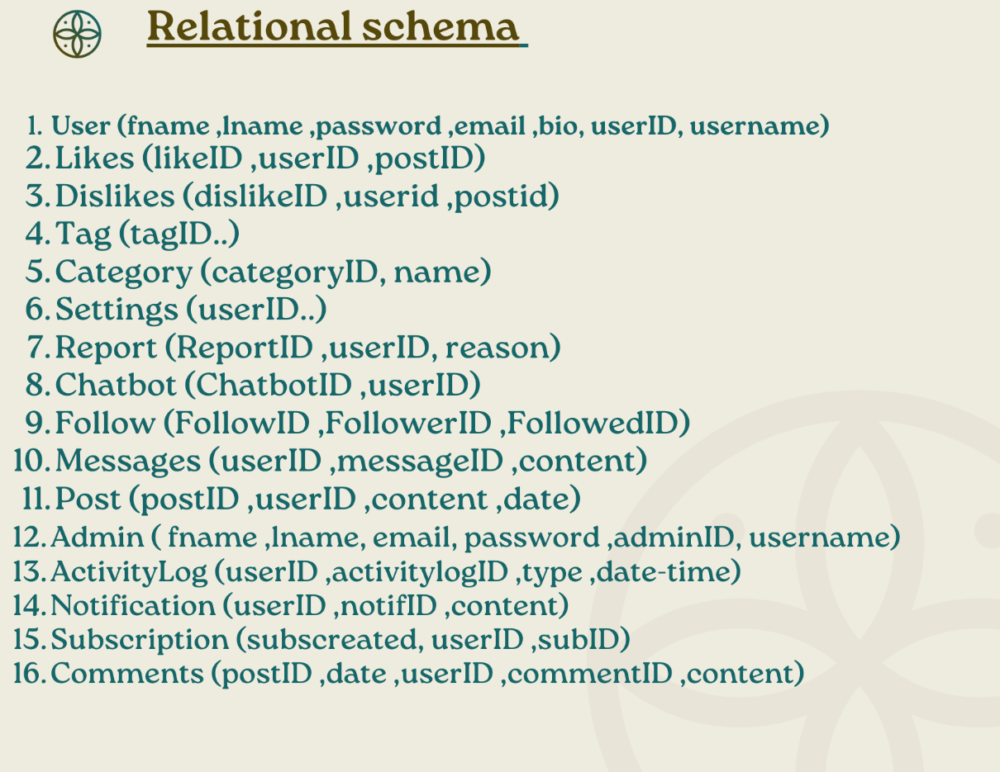 Relational schema
1. User (fname ,lname ,password ,email ,bio, userID, username)
2. Likes (likeID ,userID ,postID)
3. Dislikes (dislikeID ,userid ,postid)
4. Tag (tagID..)
5. Category (categoryID, name)
6. Settings (userID..)
7. Report (ReportID ,userID, reason)
8. Chatbot (ChatbotID ,userID)
9. Follow (FollowID ,FollowerID ,FollowedID)
10. Messages (userID ,messageID ,content)
11. Post (postID ,userID ,content ,date)
12. Admin ( fname ,lname, email, password ,adminID, username)
13. ActivityLog (userID ,activitylogID ,type ,date-time)
14. Notification (userID ,notifID ,content)
15. Subscription (subscreated, userID ,subID)
16. Comments (postID ,date ,userID ,commentID ,content)